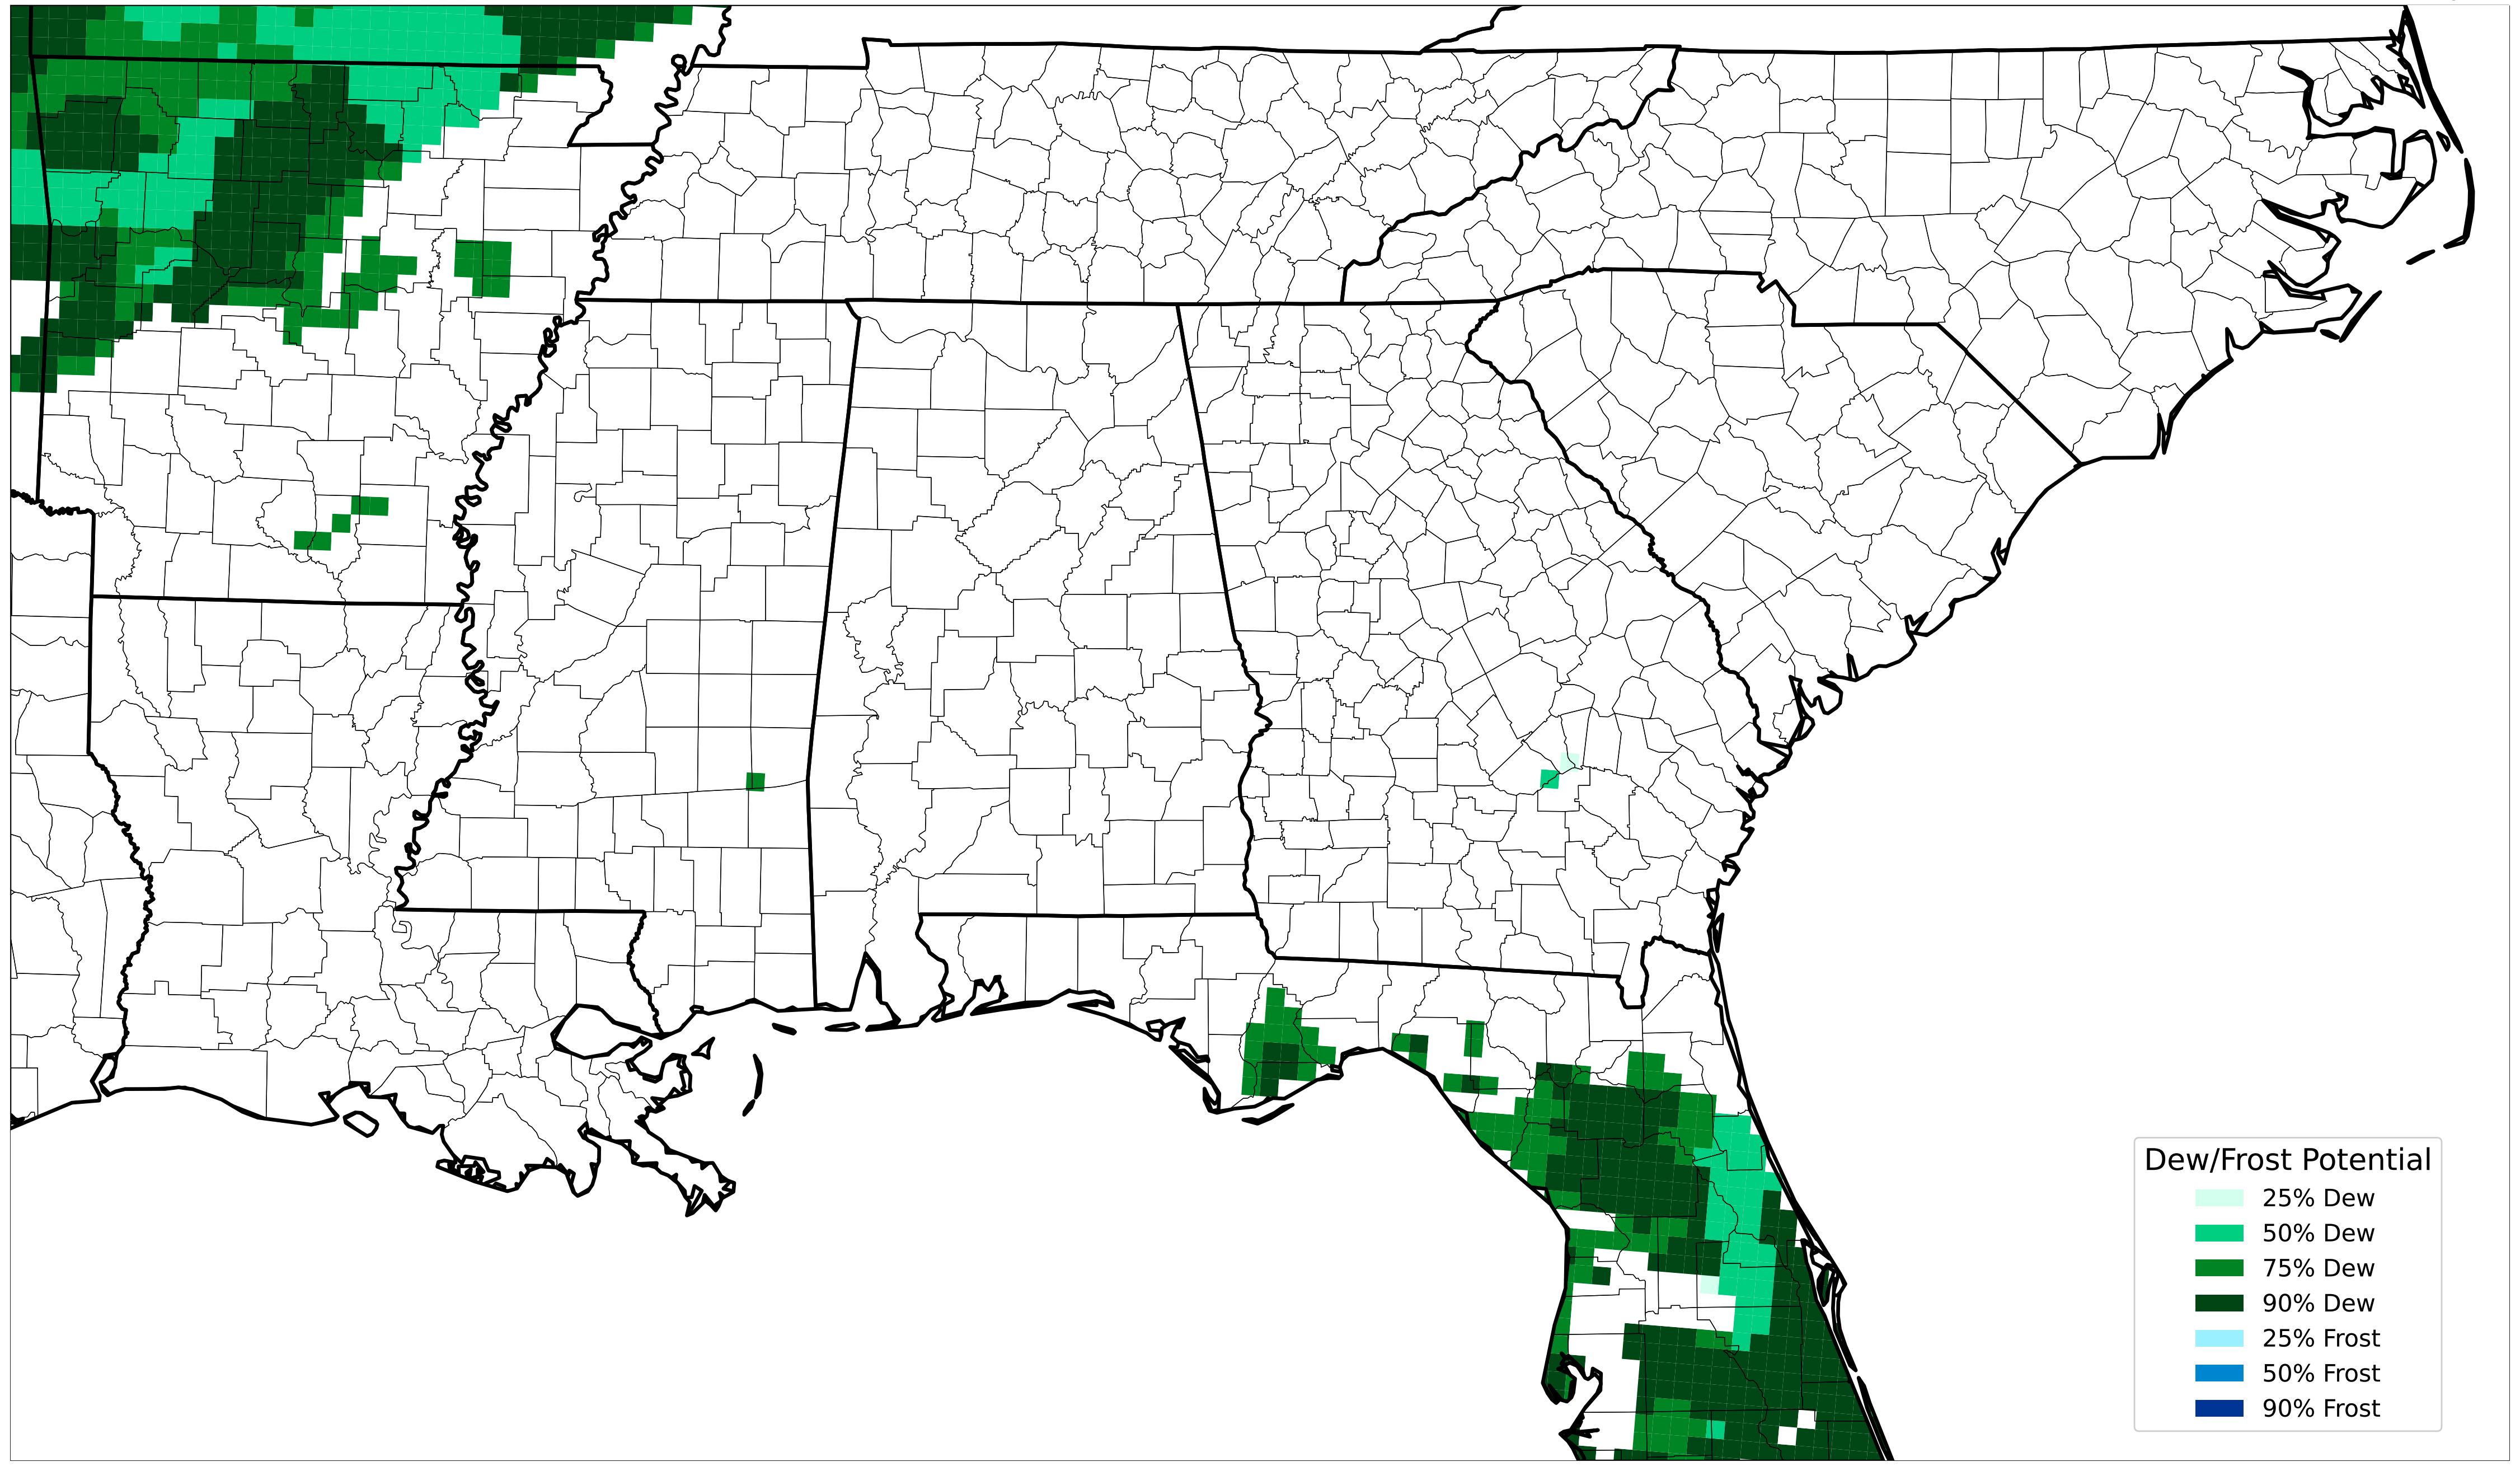 Dew/Frost Potential
25% Dew
50% Dew
75% Dew
90% Dew
25% Frost
50% Frost
90% Frost